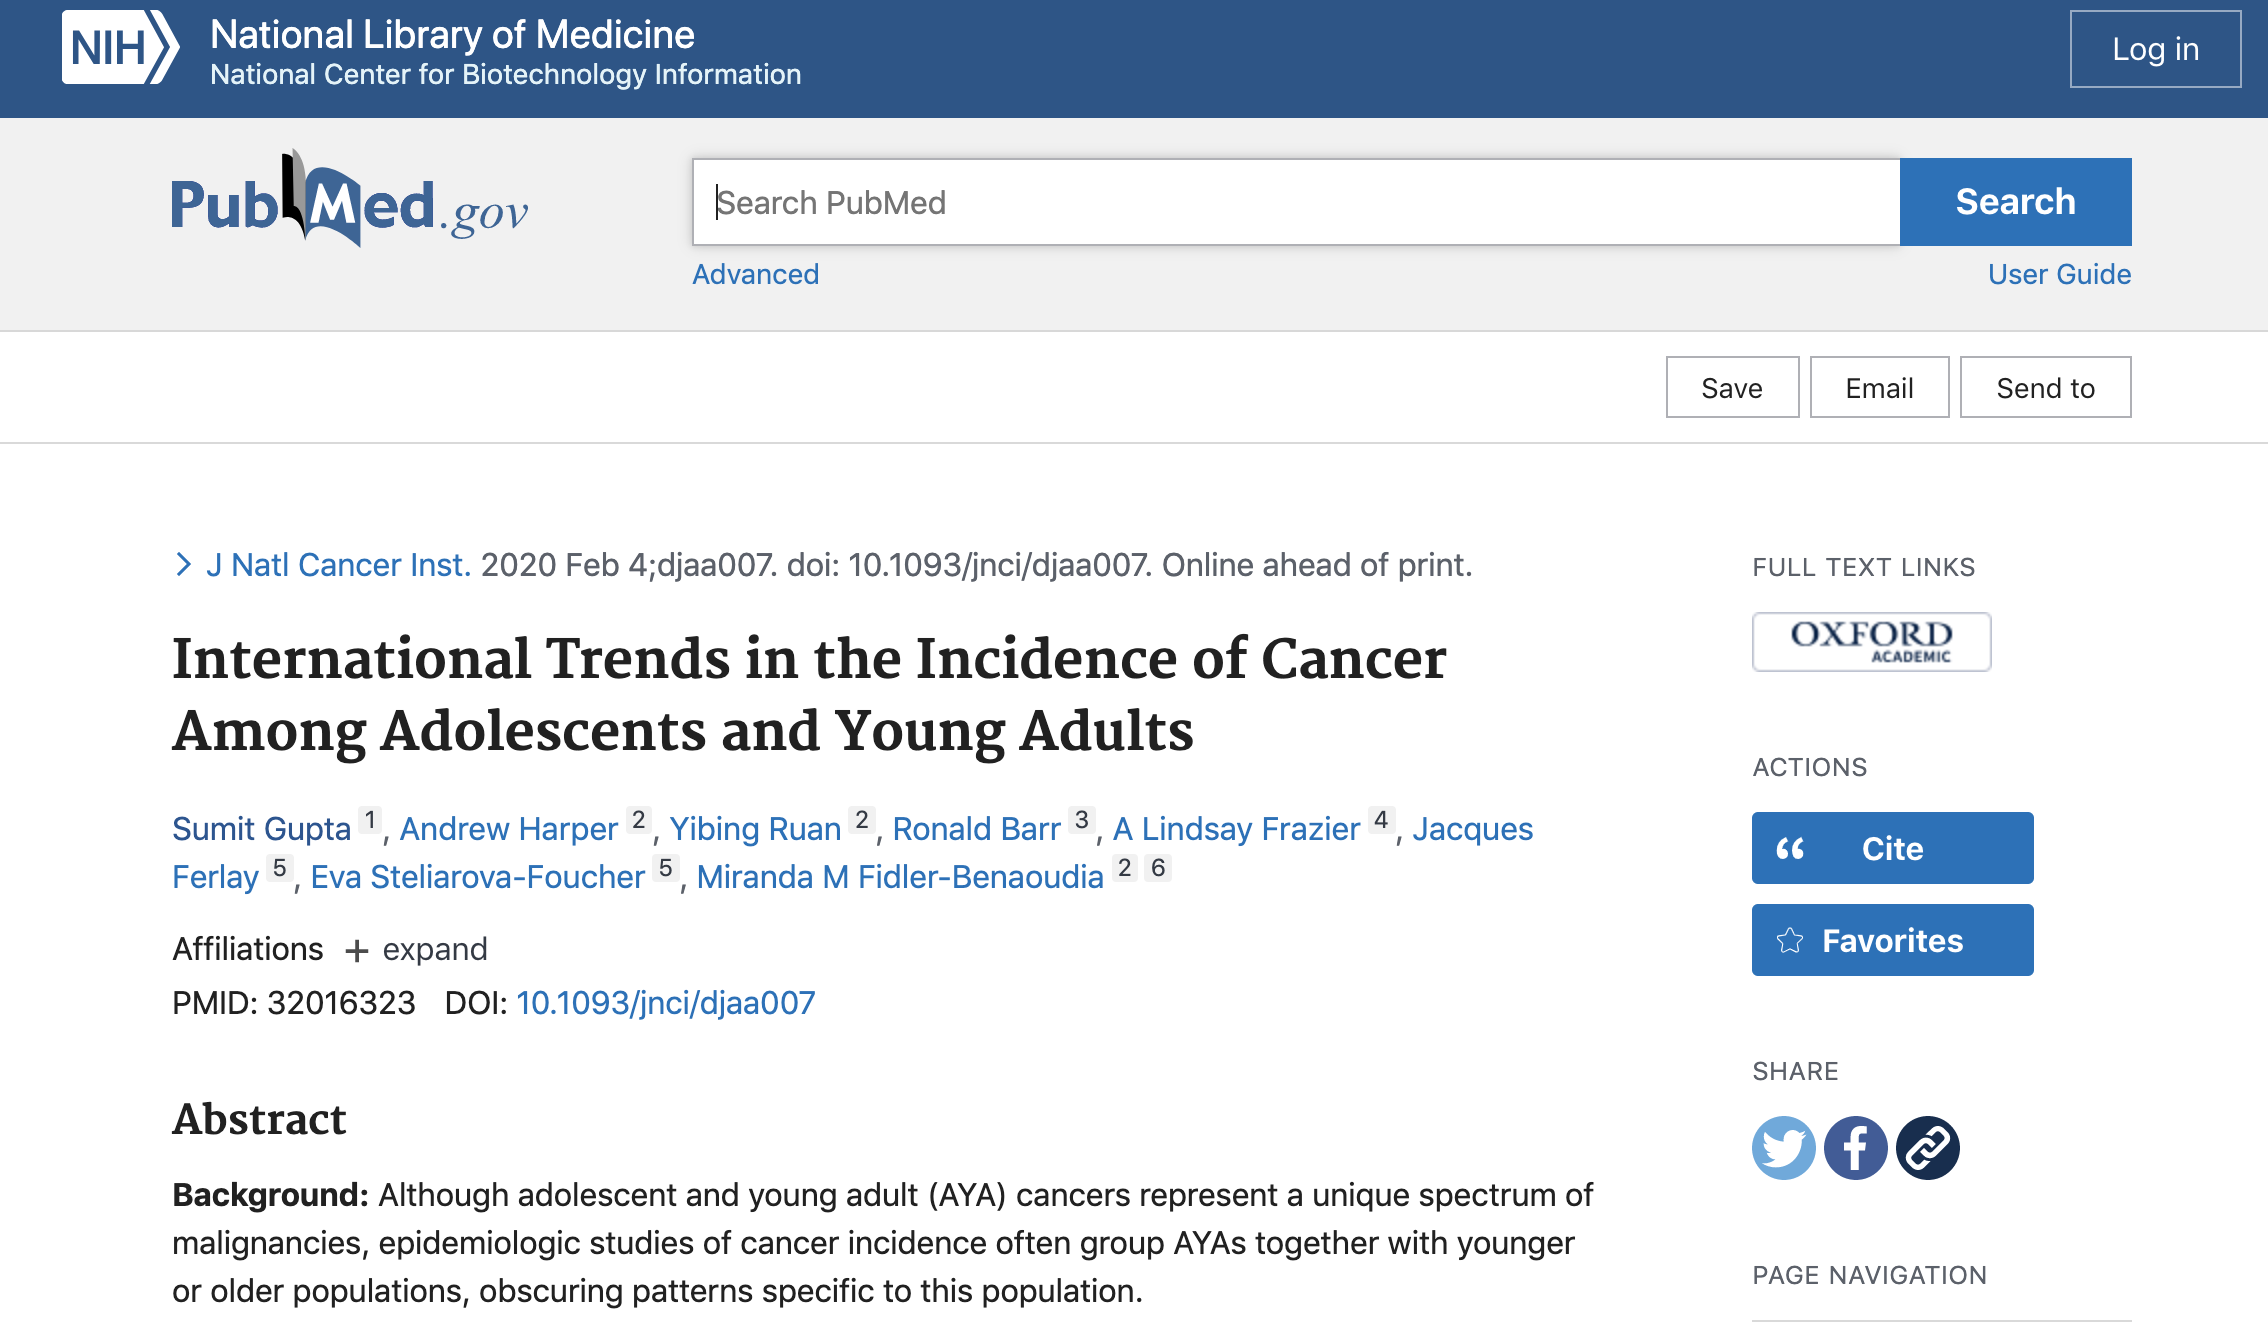 NIH
National Library of Medicine
National Center for Biotechnology Information
Log in
PubMed.gov
Search PubMed
Search
Advanced
User Guide
Save
Email
Send to
J Natl Cancer Inst. 2020 Feb 4;djaa007. doi: 10.1093/jnci/djaa007. Online ahead of print.
International Trends in the Incidence of Cancer
Among Adolescents and Young Adults
Sumit Gupta 1, Andrew Harper 2, Yibing Ruan 2, Ronald Barr 3, A Lindsay Frazier 4, Jacques
Ferlay 5, Eva Steliarova-Foucher 5, Miranda M Fidler-Benaoudia 2 6
Affiliations + expand
PMID: 32016323 DOI: 10.1093/jnci/djaa007
Abstract
Background: Although adolescent and young adult (AYA) cancers represent a unique spectrum of
malignancies, epidemiologic studies of cancer incidence often group AYAs together with younger
or older populations, obscuring patterns specific to this population.
FULL TEXT LINKS
OXFORD
ACADEMIC
ACTIONS
Cite
Favorites
SHARE
PAGE NAVIGATION